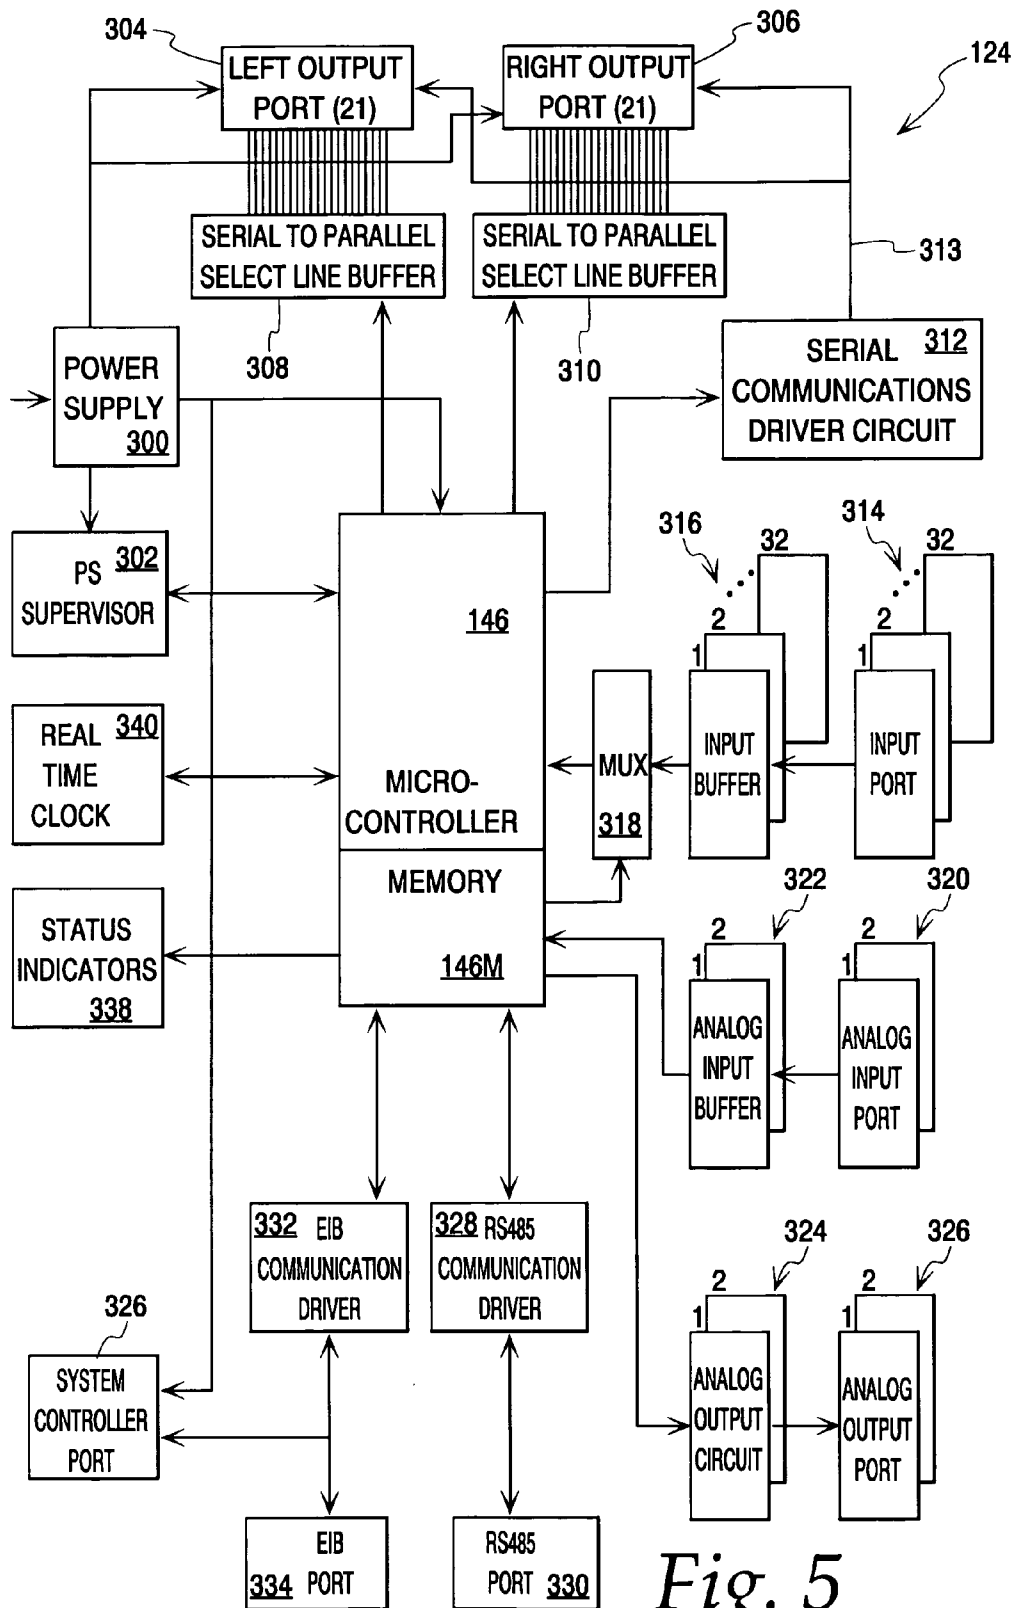 304
306
124
LEFT OUTPUT
PORT (21)
RIGHT OUTPUT
PORT (21)
SERIAL TO PARALLEL
SELECT LINE BUFFER
SERIAL TO PARALLEL
SELECT LINE BUFFER
313
308
310
POWER
SUPPLY
300
SERIAL 312
COMMUNICATIONS
DRIVER CIRCUIT
PS 302
SUPERVISOR
146
316
32
2
1
314
32
2
1
REAL 340
TIME
CLOCK
MICRO-
CONTROLLER
MUX
318
INPUT
BUFFER
INPUT
PORT
MEMORY
146M
STATUS
INDICATORS
338
322
2
1
320
2
1
ANALOG
INPUT
BUFFER
ANALOG
INPUT
PORT
332 EIB
COMMUNICATION
DRIVER
328 RS485
COMMUNICATION
DRIVER
324
2
1
326
2
1
326
SYSTEM
CONTROLLER
PORT
ANALOG
OUTPUT
CIRCUIT
ANALOG
OUTPUT
PORT
EIB
334 PORT
RS485
PORT 330
Fig. 5